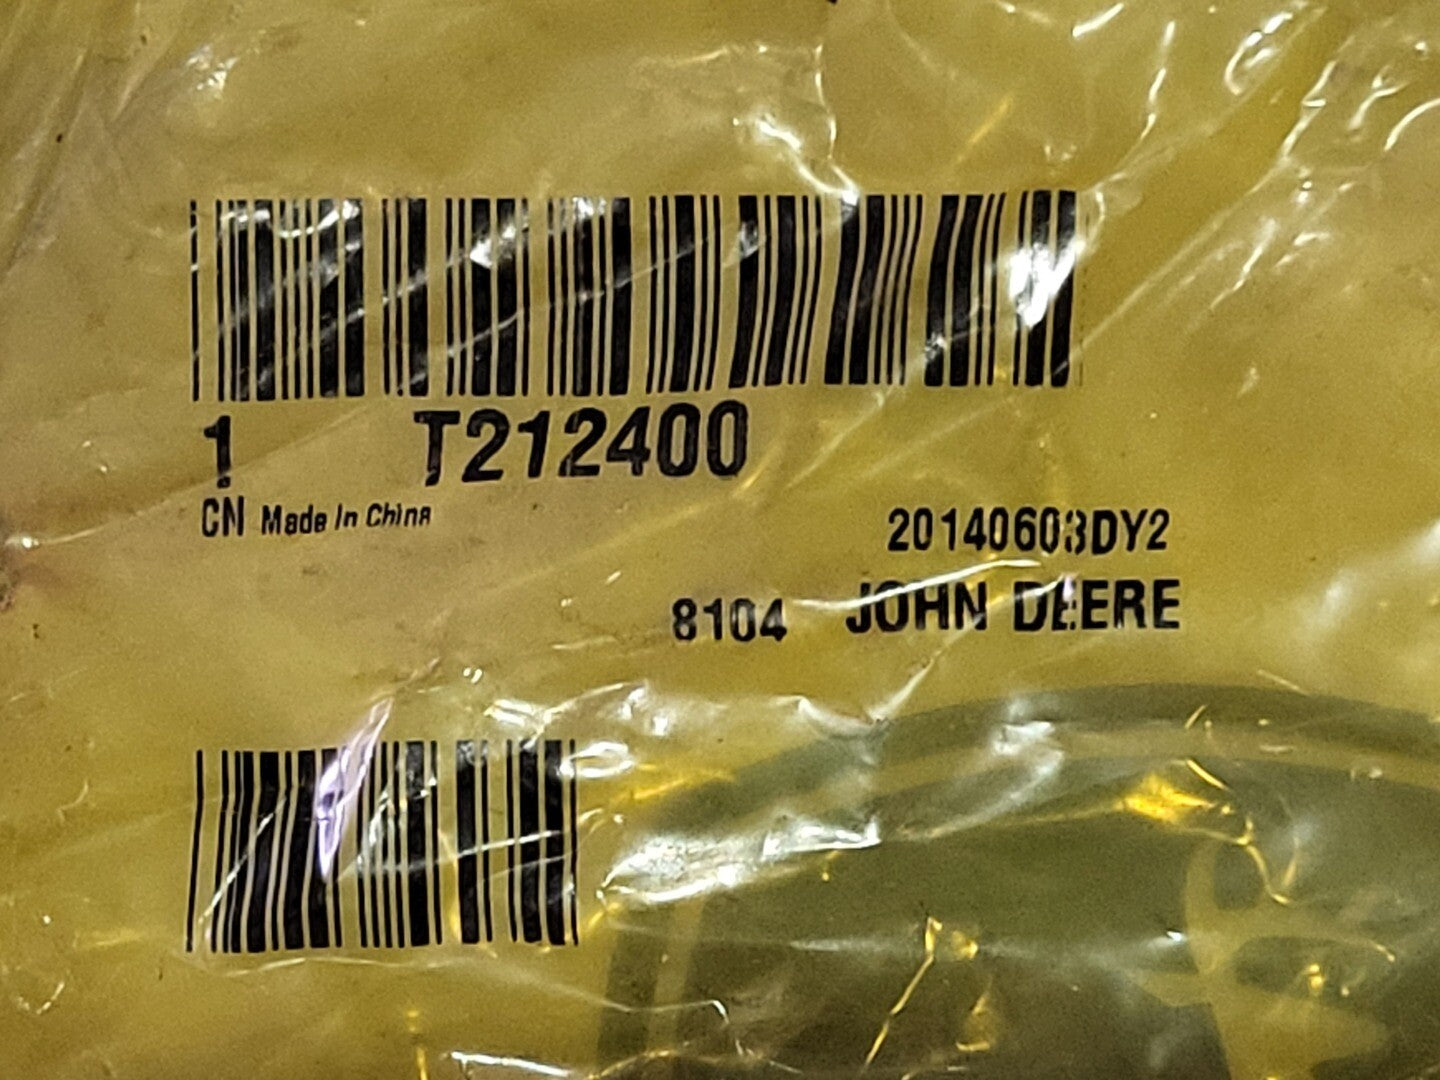 1 T212400
CN Made In China
20140603DY2
8104 JOHN DEERE